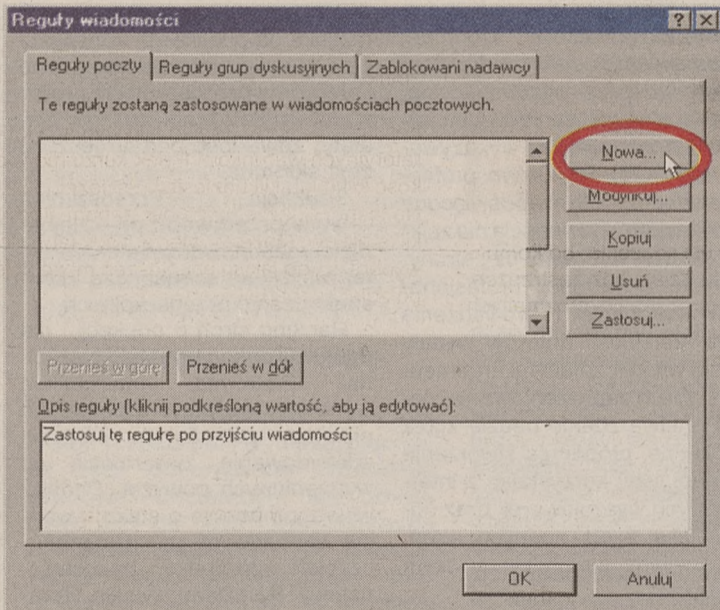 Reguły wiadomości
Reguły poczty Reguły grup dyskusyjnych Zablokowani nadawcy
Te reguły zostaną zastosowane w wiadomościach pocztowych.
Nowa...
Modyfikuj...
Kopiuj
Usuń
Zastosuj...
Przenieś w górę Przenieś w dół
Opis reguły (kliknij podkreśloną wartość, aby ją edytować):
Zastosuj tę regułę po przyjściu wiadomości
OK Anuluj